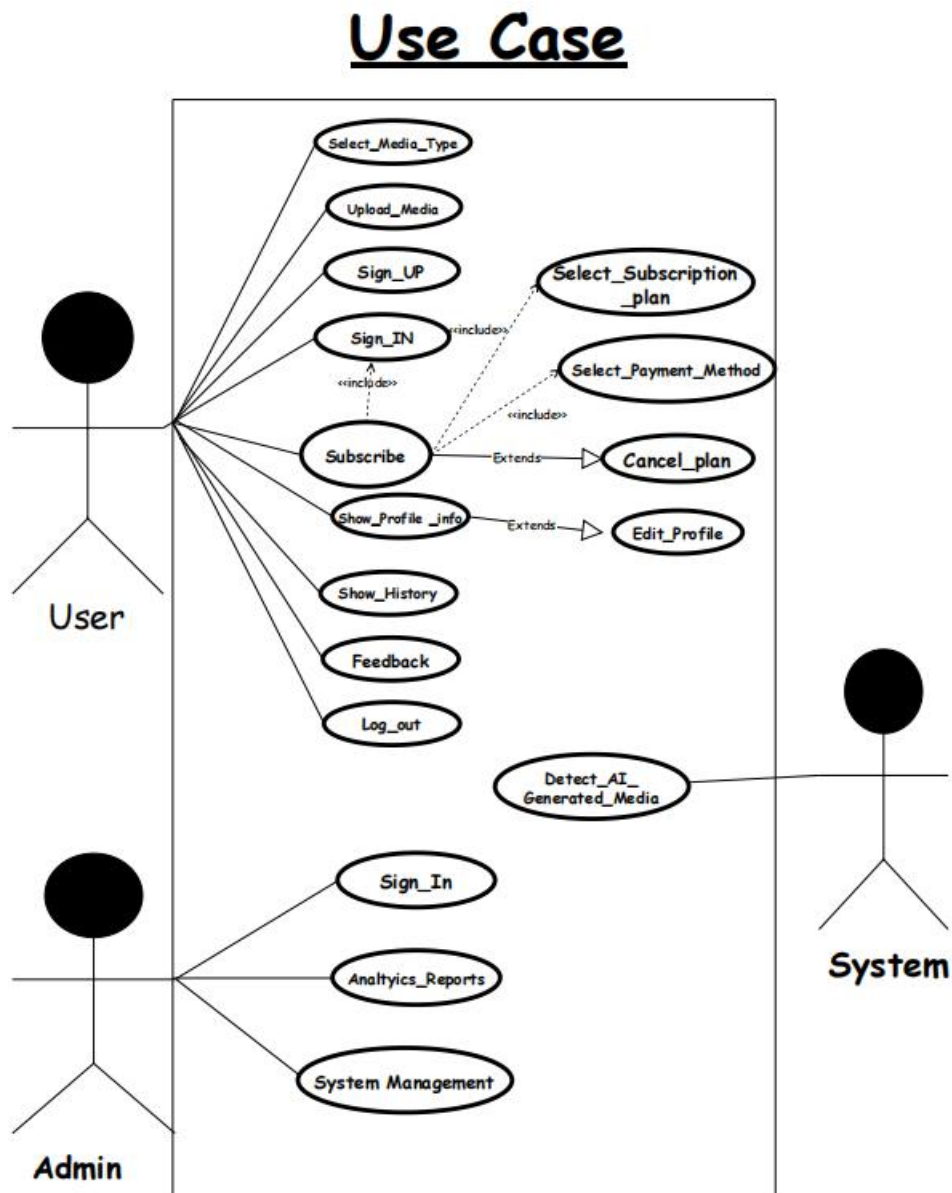 Use Case
Select_Media_Type
Upload_Media
Sign_UP
Select_Subscription
_plan
Sign_IN
<<include>>
Select_Payment_Method
<<include>>
<<include>>
Subscribe
Extends
Cancel_plan
Show_Profile _info
Extends
Edit_Profile
Show_History
User
Feedback
Log_out
Detect_AI_
Generated_Media
Sign_In
System
Analtyics_Reports
System Management
Admin